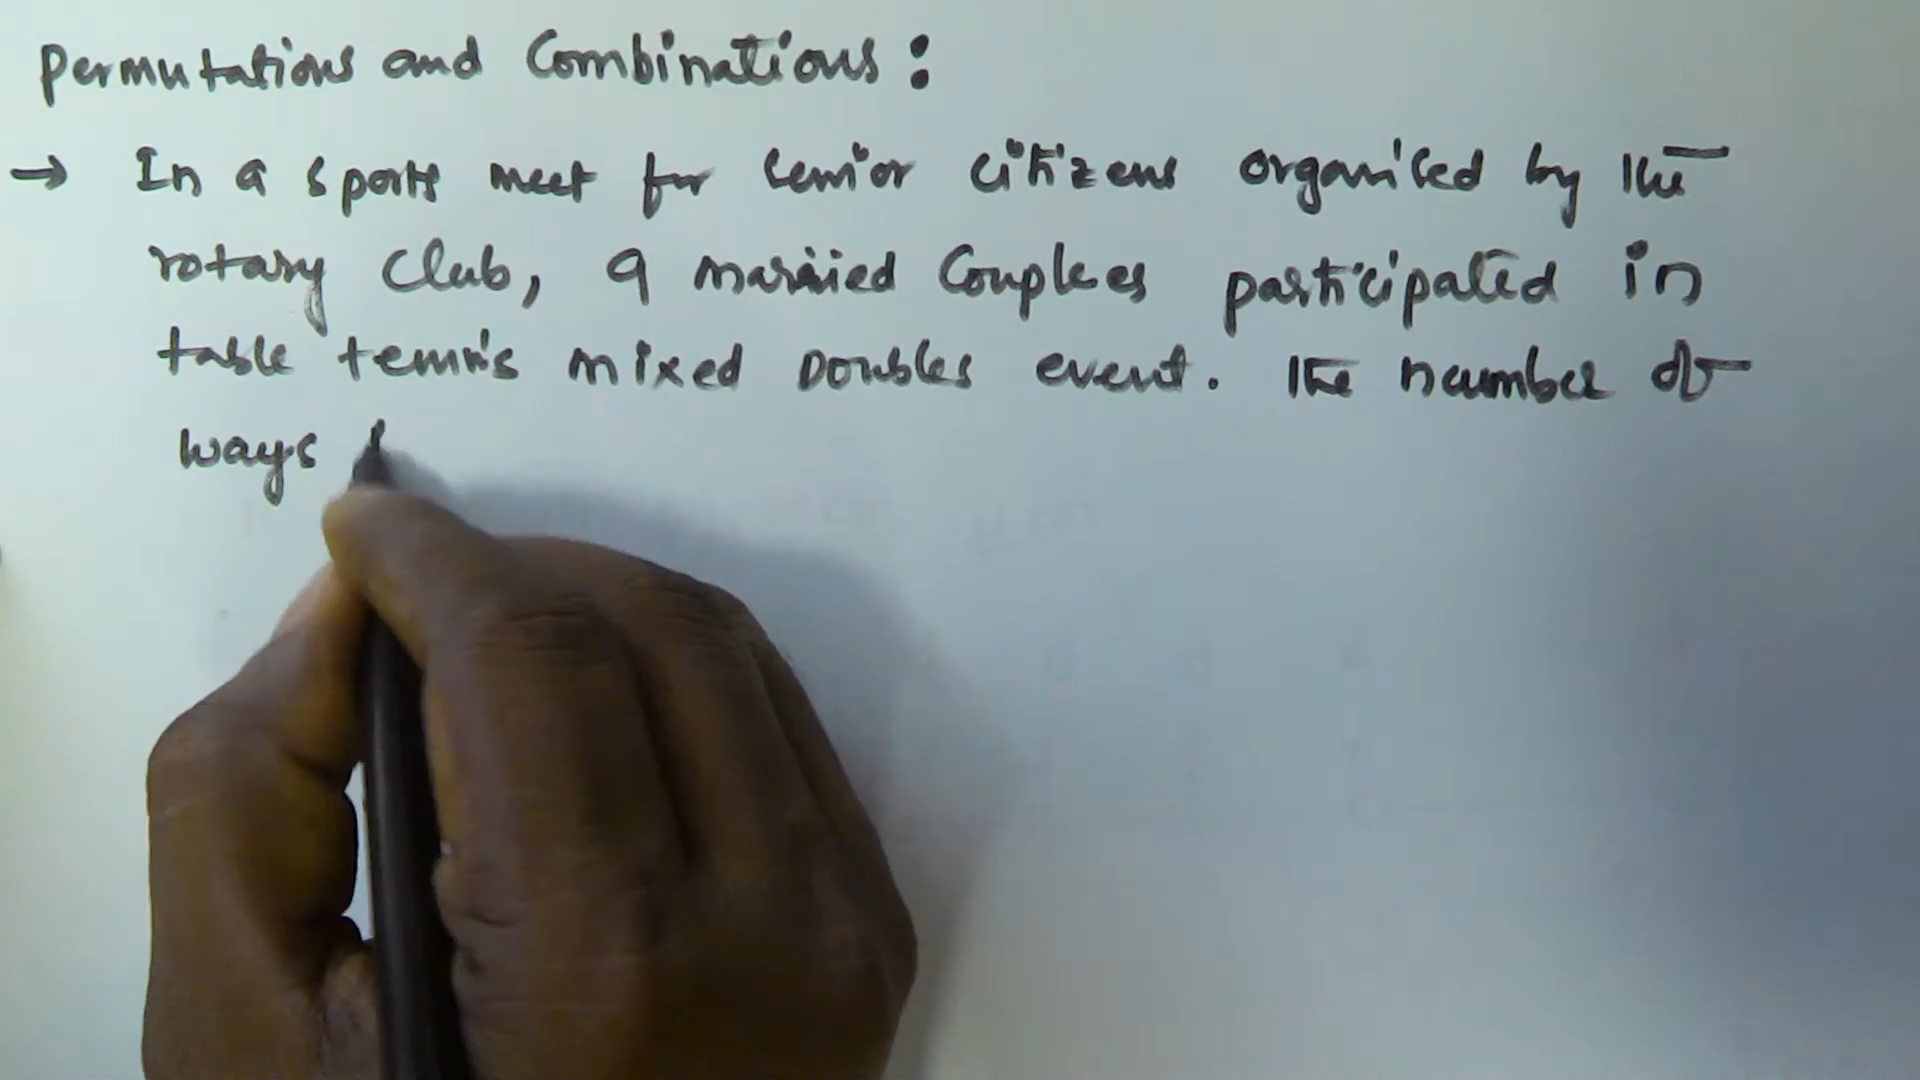 Permutations and Combinations :
→ In a sports meet for senior citizens organised by the
rotary Club, 9 married Couples participated in
table tennis mixed Doubles event. The number of
ways